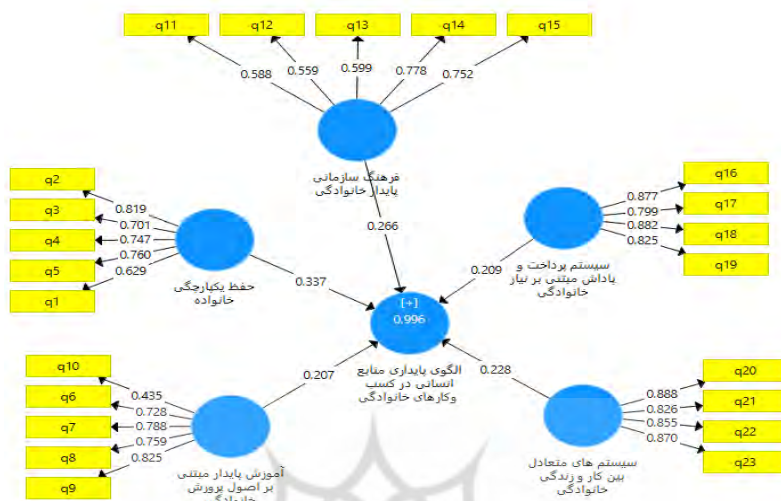 q11 q12 q13 q14 q15
0.588 0.559 0.599 0.778 0.752
فرهنگ سازمانی
پایدار خانوادگی
0.266
q2
q3
q4
q5
q1
0.819
0.701
0.747
0.760
0.629
حفظ یکپارچگی
خانواده
0.337
q16
q17
q18
q19
0.877
0.799
0.882
0.825
سیستم پرداخت و
پاداش مبتنی بر نیاز
خانوادگی
0.209
[+]
0.996
الگوی پایداری منابع
انسانی در کسب
وکارهای خانوادگی
q10
q6
q7
q8
q9
0.435
0.728
0.788
0.759
0.825
آموزش پایدار مبتنی
بر اصول پرورش
خانوادگی
0.207
q20
q21
q22
q23
0.888
0.826
0.855
0.870
سیستم های متعادل
بین کار و زندگی
خانوادگی
0.228